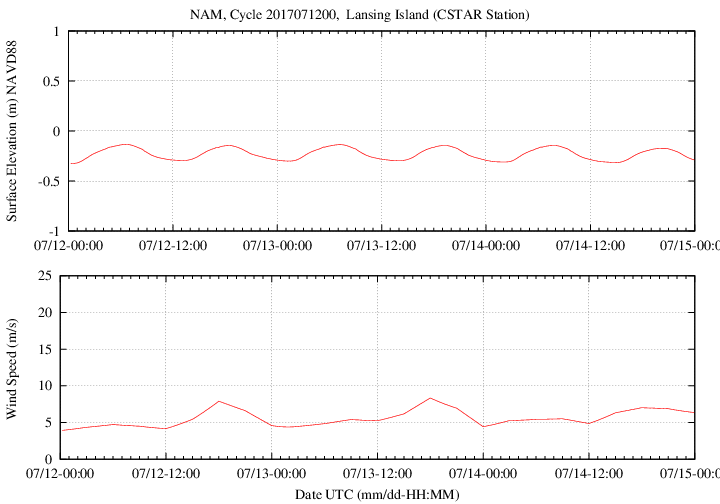 NAM, Cycle 2017071200,  Lansing Island (CSTAR Station)
Surface Elevation (m) NAVD88
1
0.5
0
-0.5
-1
07/12-00:00 07/12-12:00 07/13-00:00 07/13-12:00 07/14-00:00 07/14-12:00 07/15-00:0
Wind Speed (m/s)
25
20
15
10
5
0
07/12-00:00 07/12-12:00 07/13-00:00 07/13-12:00 07/14-00:00 07/14-12:00 07/15-00:0
Date UTC (mm/dd-HH:MM)